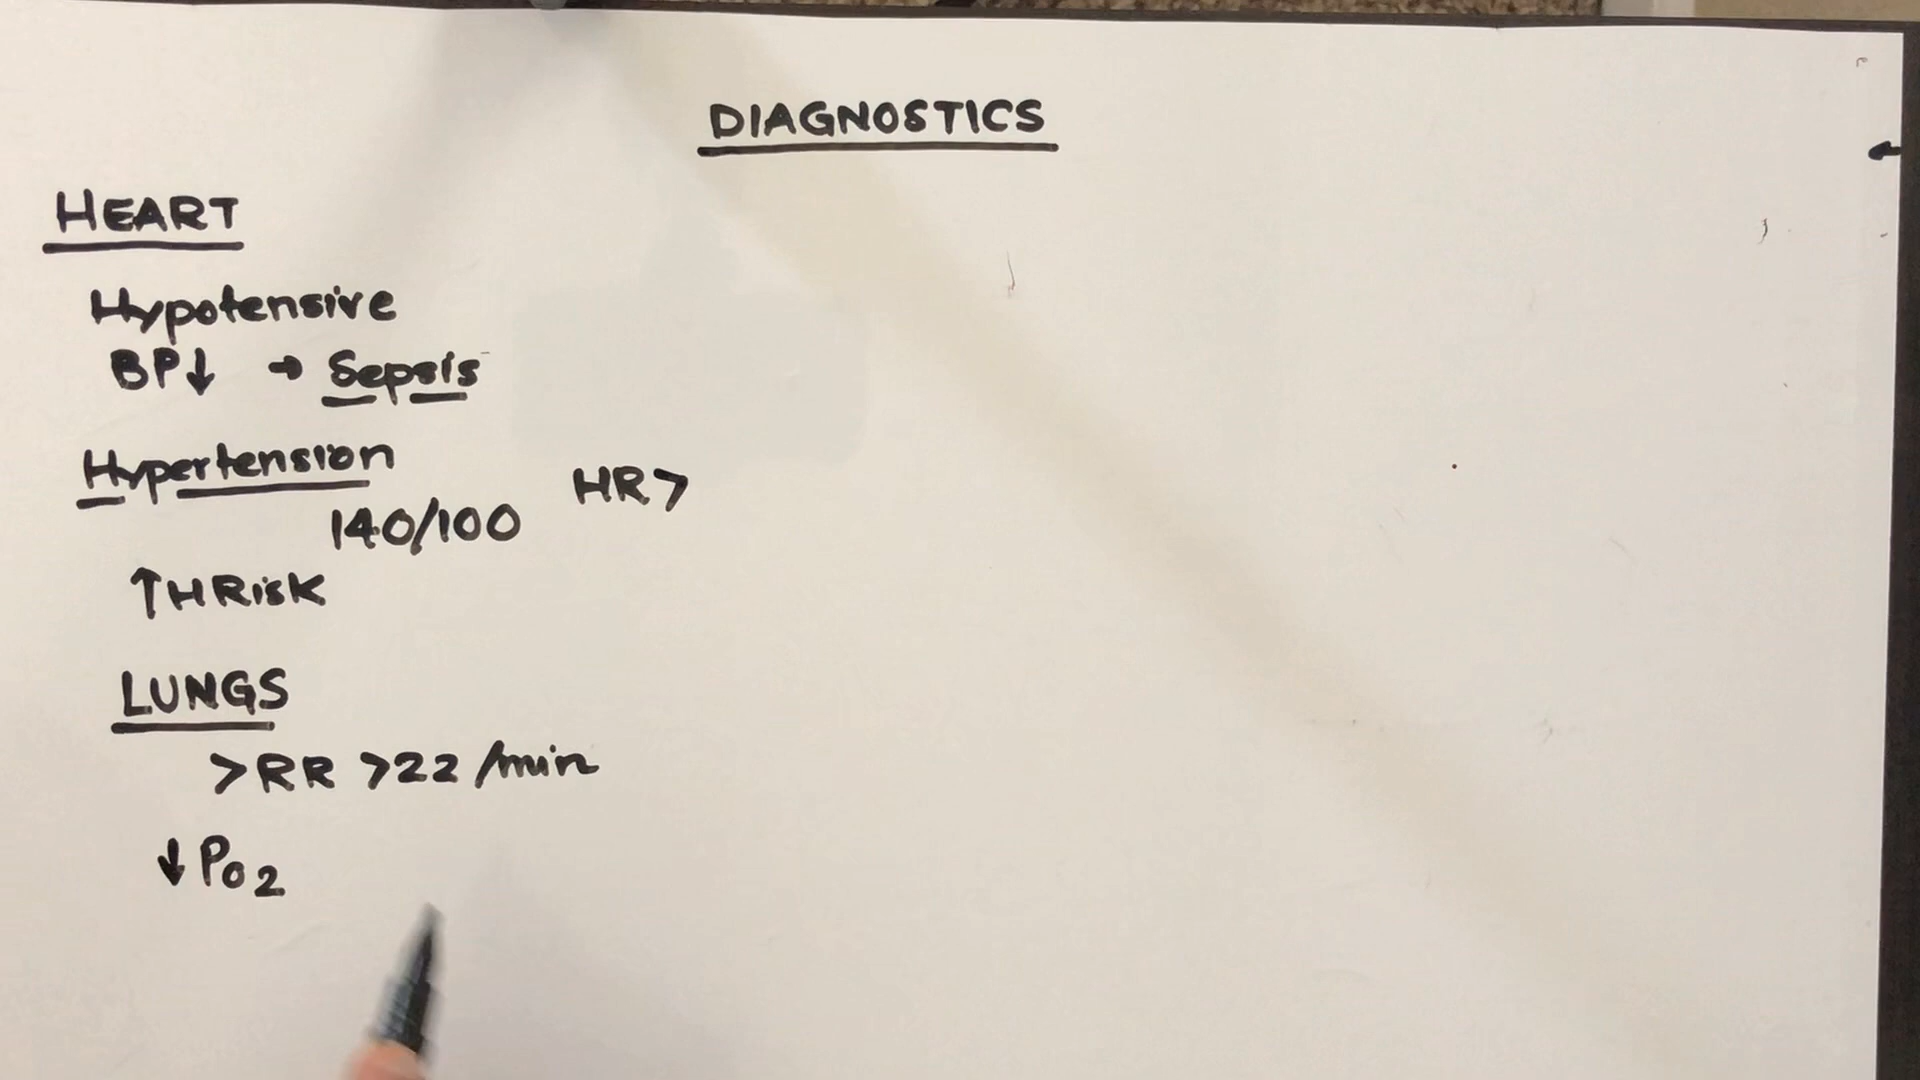 DIAGNOSTICS
HEART
Hypotensive
BP↓ → Sepsis
Hypertension
140/100
HR>
↑HRisk
LUNGS
>RR >22 /min
↓PO2